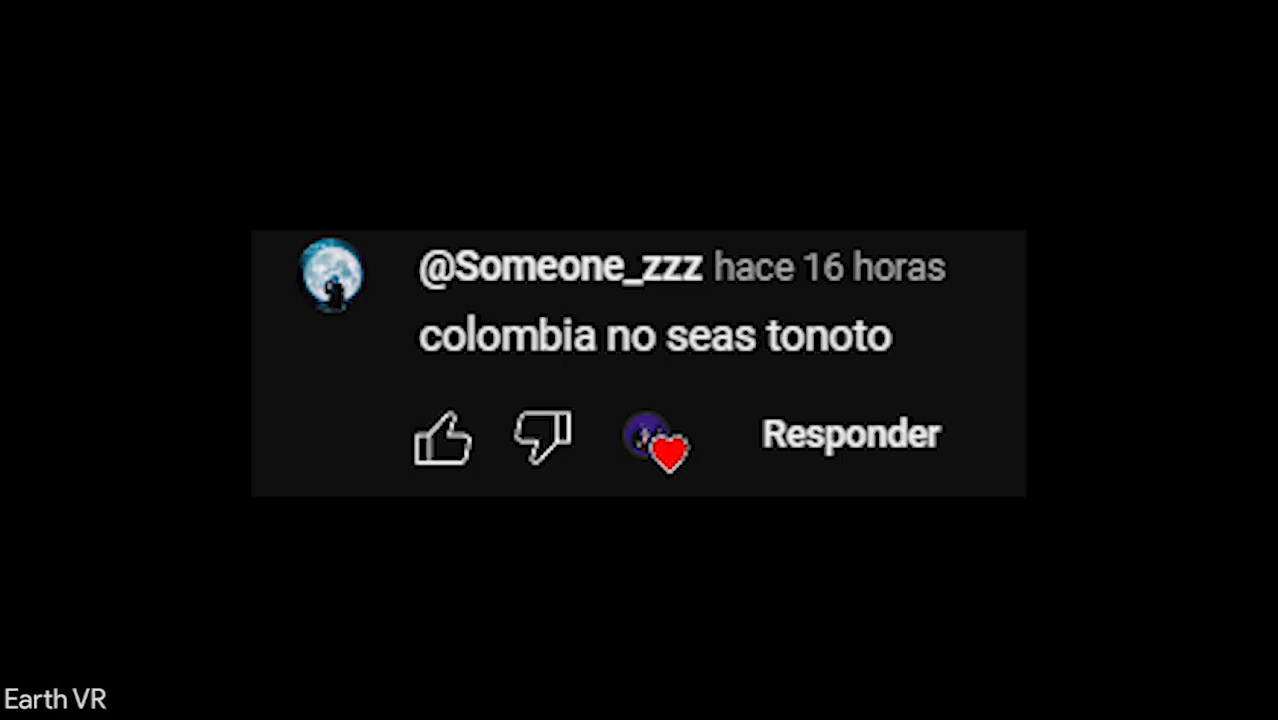 @Someone_zzz hace 16 horas
colombia no seas tonoto
Responder
Earth VR